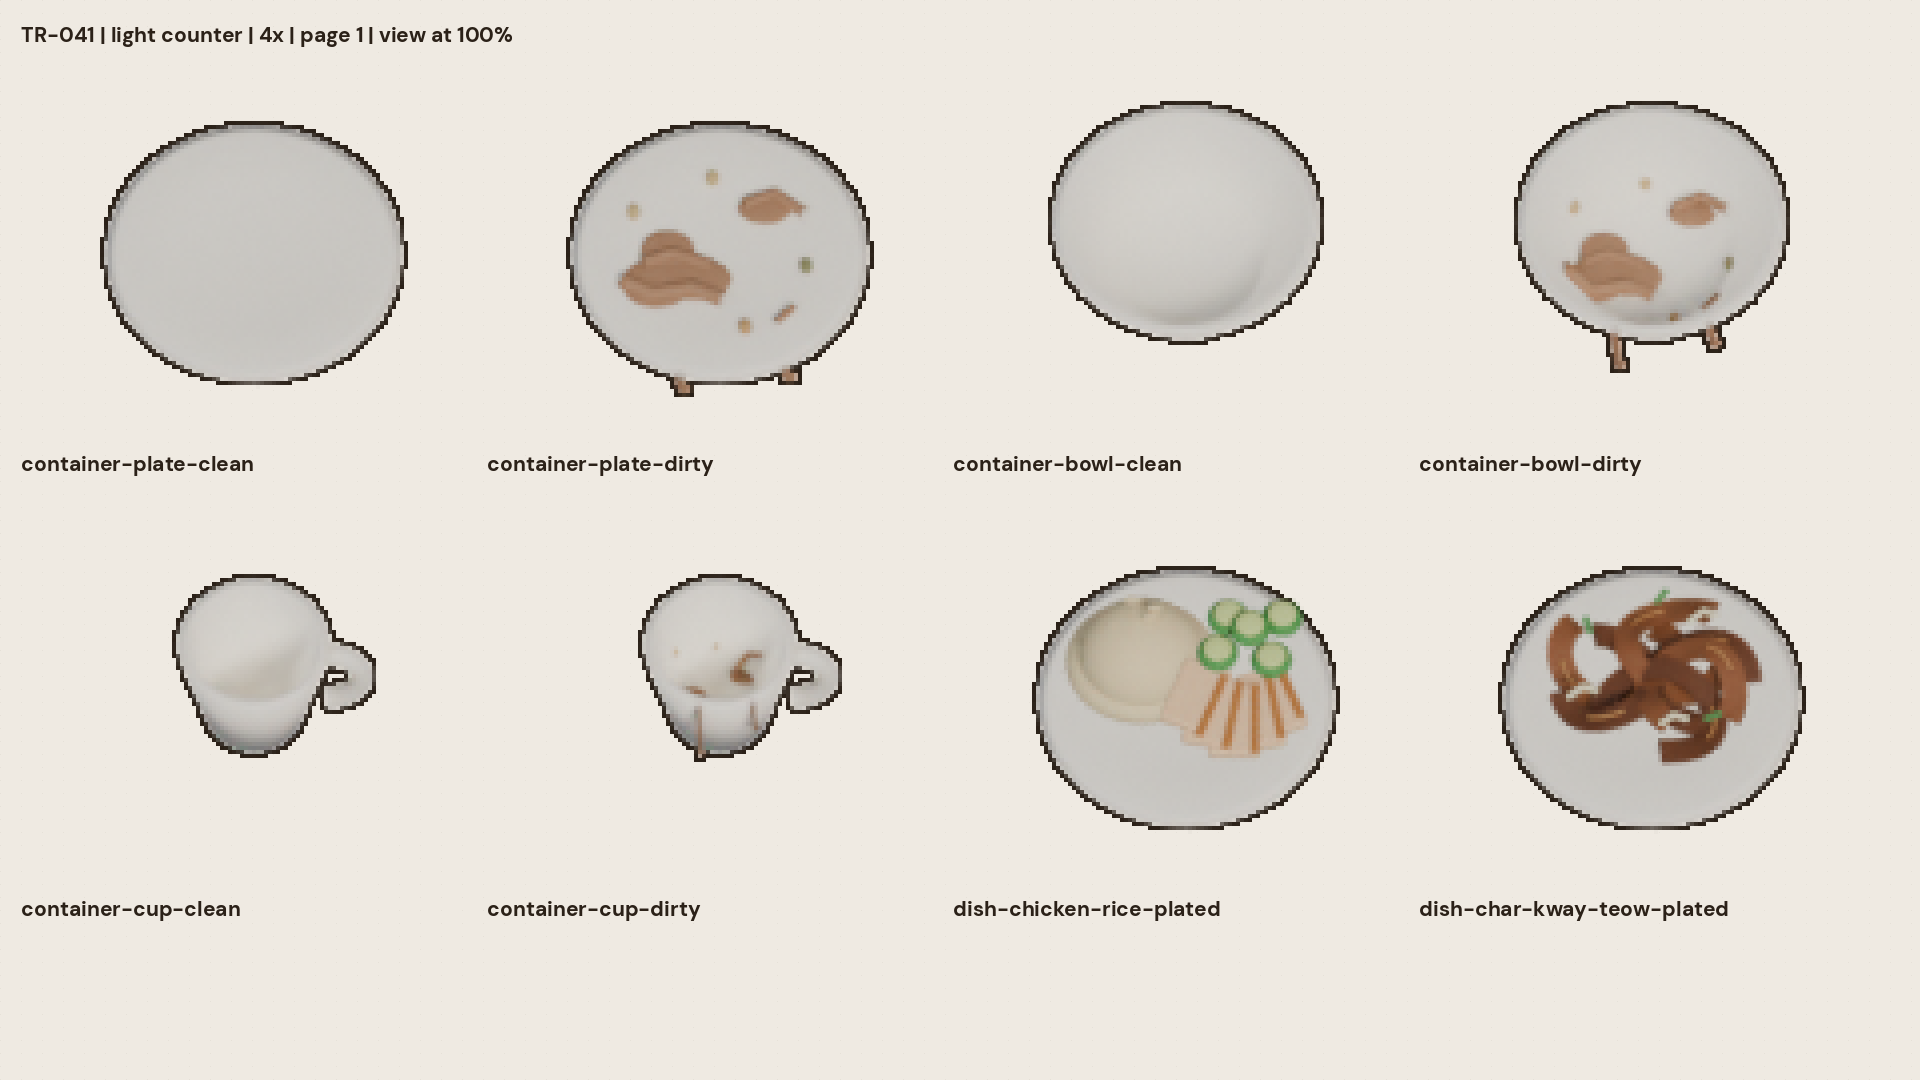 TR-041 | light counter | 4x | page 1 | view at 100%
container-plate-clean
container-plate-dirty
container-bowl-clean
container-bowl-dirty
container-cup-clean
container-cup-dirty
dish-chicken-rice-plated
dish-char-kway-teow-plated